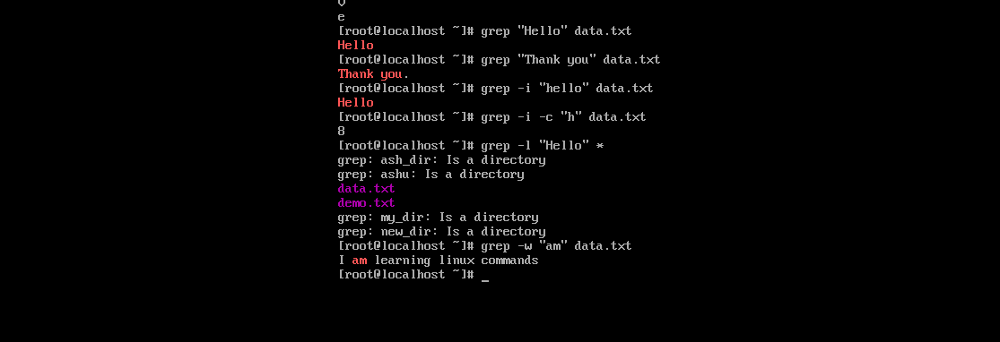 e
[root@localhost ~]# grep "Hello" data.txt
Hello
[root@localhost ~]# grep "Thank you" data.txt
Thank you.
[root@localhost ~]# grep -i "hello" data.txt
Hello
[root@localhost ~]# grep -i -c "h" data.txt
8
[root@localhost ~]# grep -l "Hello" *
grep: ash_dir: Is a directory
grep: ashu: Is a directory
data.txt
demo.txt
grep: my_dir: Is a directory
grep: new_dir: Is a directory
[root@localhost ~]# grep -w "am" data.txt
I am learning linux commands
[root@localhost ~]# _